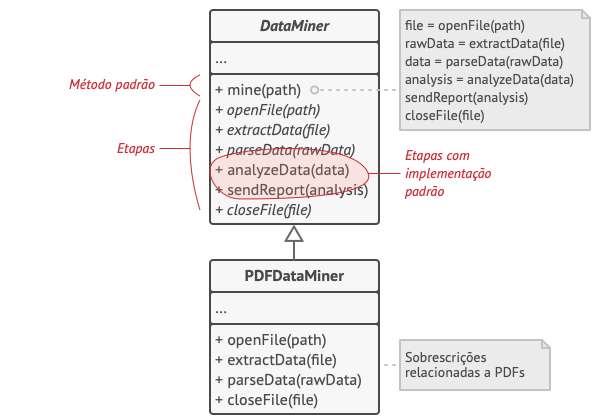 DataMiner
...
+ mine(path)
+ openFile(path)
+ extractData(file)
+ parseData(rawData)
+ analyzeData(data)
+ sendReport(analysis)
+ closeFile(file)
file = openFile(path)
rawData = extractData(file)
data = parseData(rawData)
analysis = analyzeData(data)
sendReport(analysis)
closeFile(file)
Método padrão
Etapas
Etapas com
implementação
padrão
PDFDataMiner
...
+ openFile(path)
+ extractData(file)
+ parseData(rawData)
+ closeFile(file)
Sobrescrições
relacionadas a PDFs